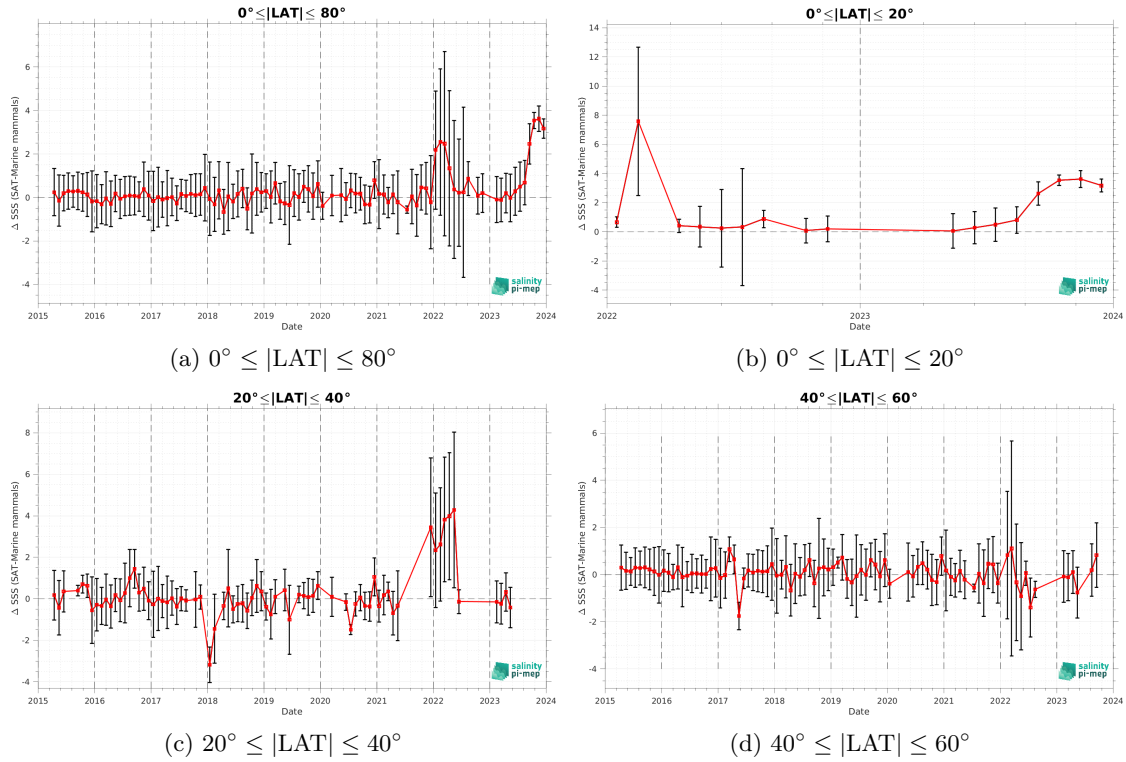 0°≤|LAT|≤ 80°
Δ SSS (SAT-Marine mammals)
6
4
2
0
-2
-4
2015 2016 2017 2018 2019 2020 2021 2022 2023 2024
Date
salinity
pi-mep
(a) 0° ≤ |LAT| ≤ 80°
0°≤|LAT|≤ 20°
Δ SSS (SAT-Marine mammals)
14
12
10
8
6
4
2
0
-2
-4
2022 2023 2024
Date
salinity
pi-mep
(b) 0° ≤ |LAT| ≤ 20°
20°≤|LAT|≤ 40°
Δ SSS (SAT-Marine mammals)
8
6
4
2
0
-2
-4
2015 2016 2017 2018 2019 2020 2021 2022 2023 2024
Date
salinity
pi-mep
(c) 20° ≤ |LAT| ≤ 40°
40°≤|LAT|≤ 60°
Δ SSS (SAT-Marine mammals)
6
4
2
0
-2
-4
2015 2016 2017 2018 2019 2020 2021 2022 2023 2024
Date
salinity
pi-mep
(d) 40° ≤ |LAT| ≤ 60°